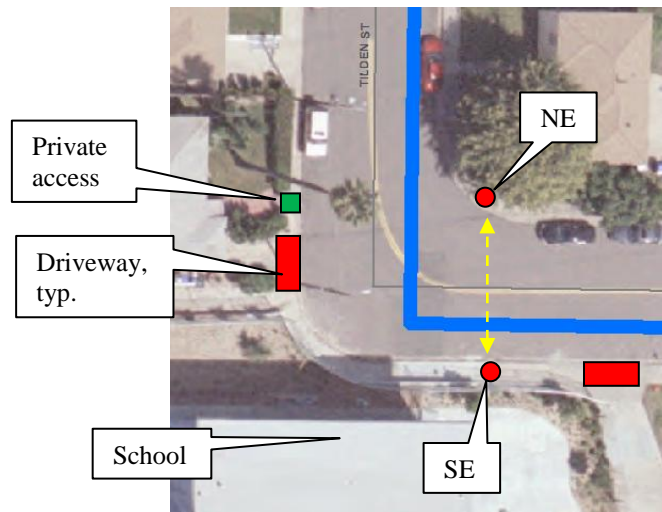 TILDEN ST
NE
Private
access
Driveway,
typ.
School
SE